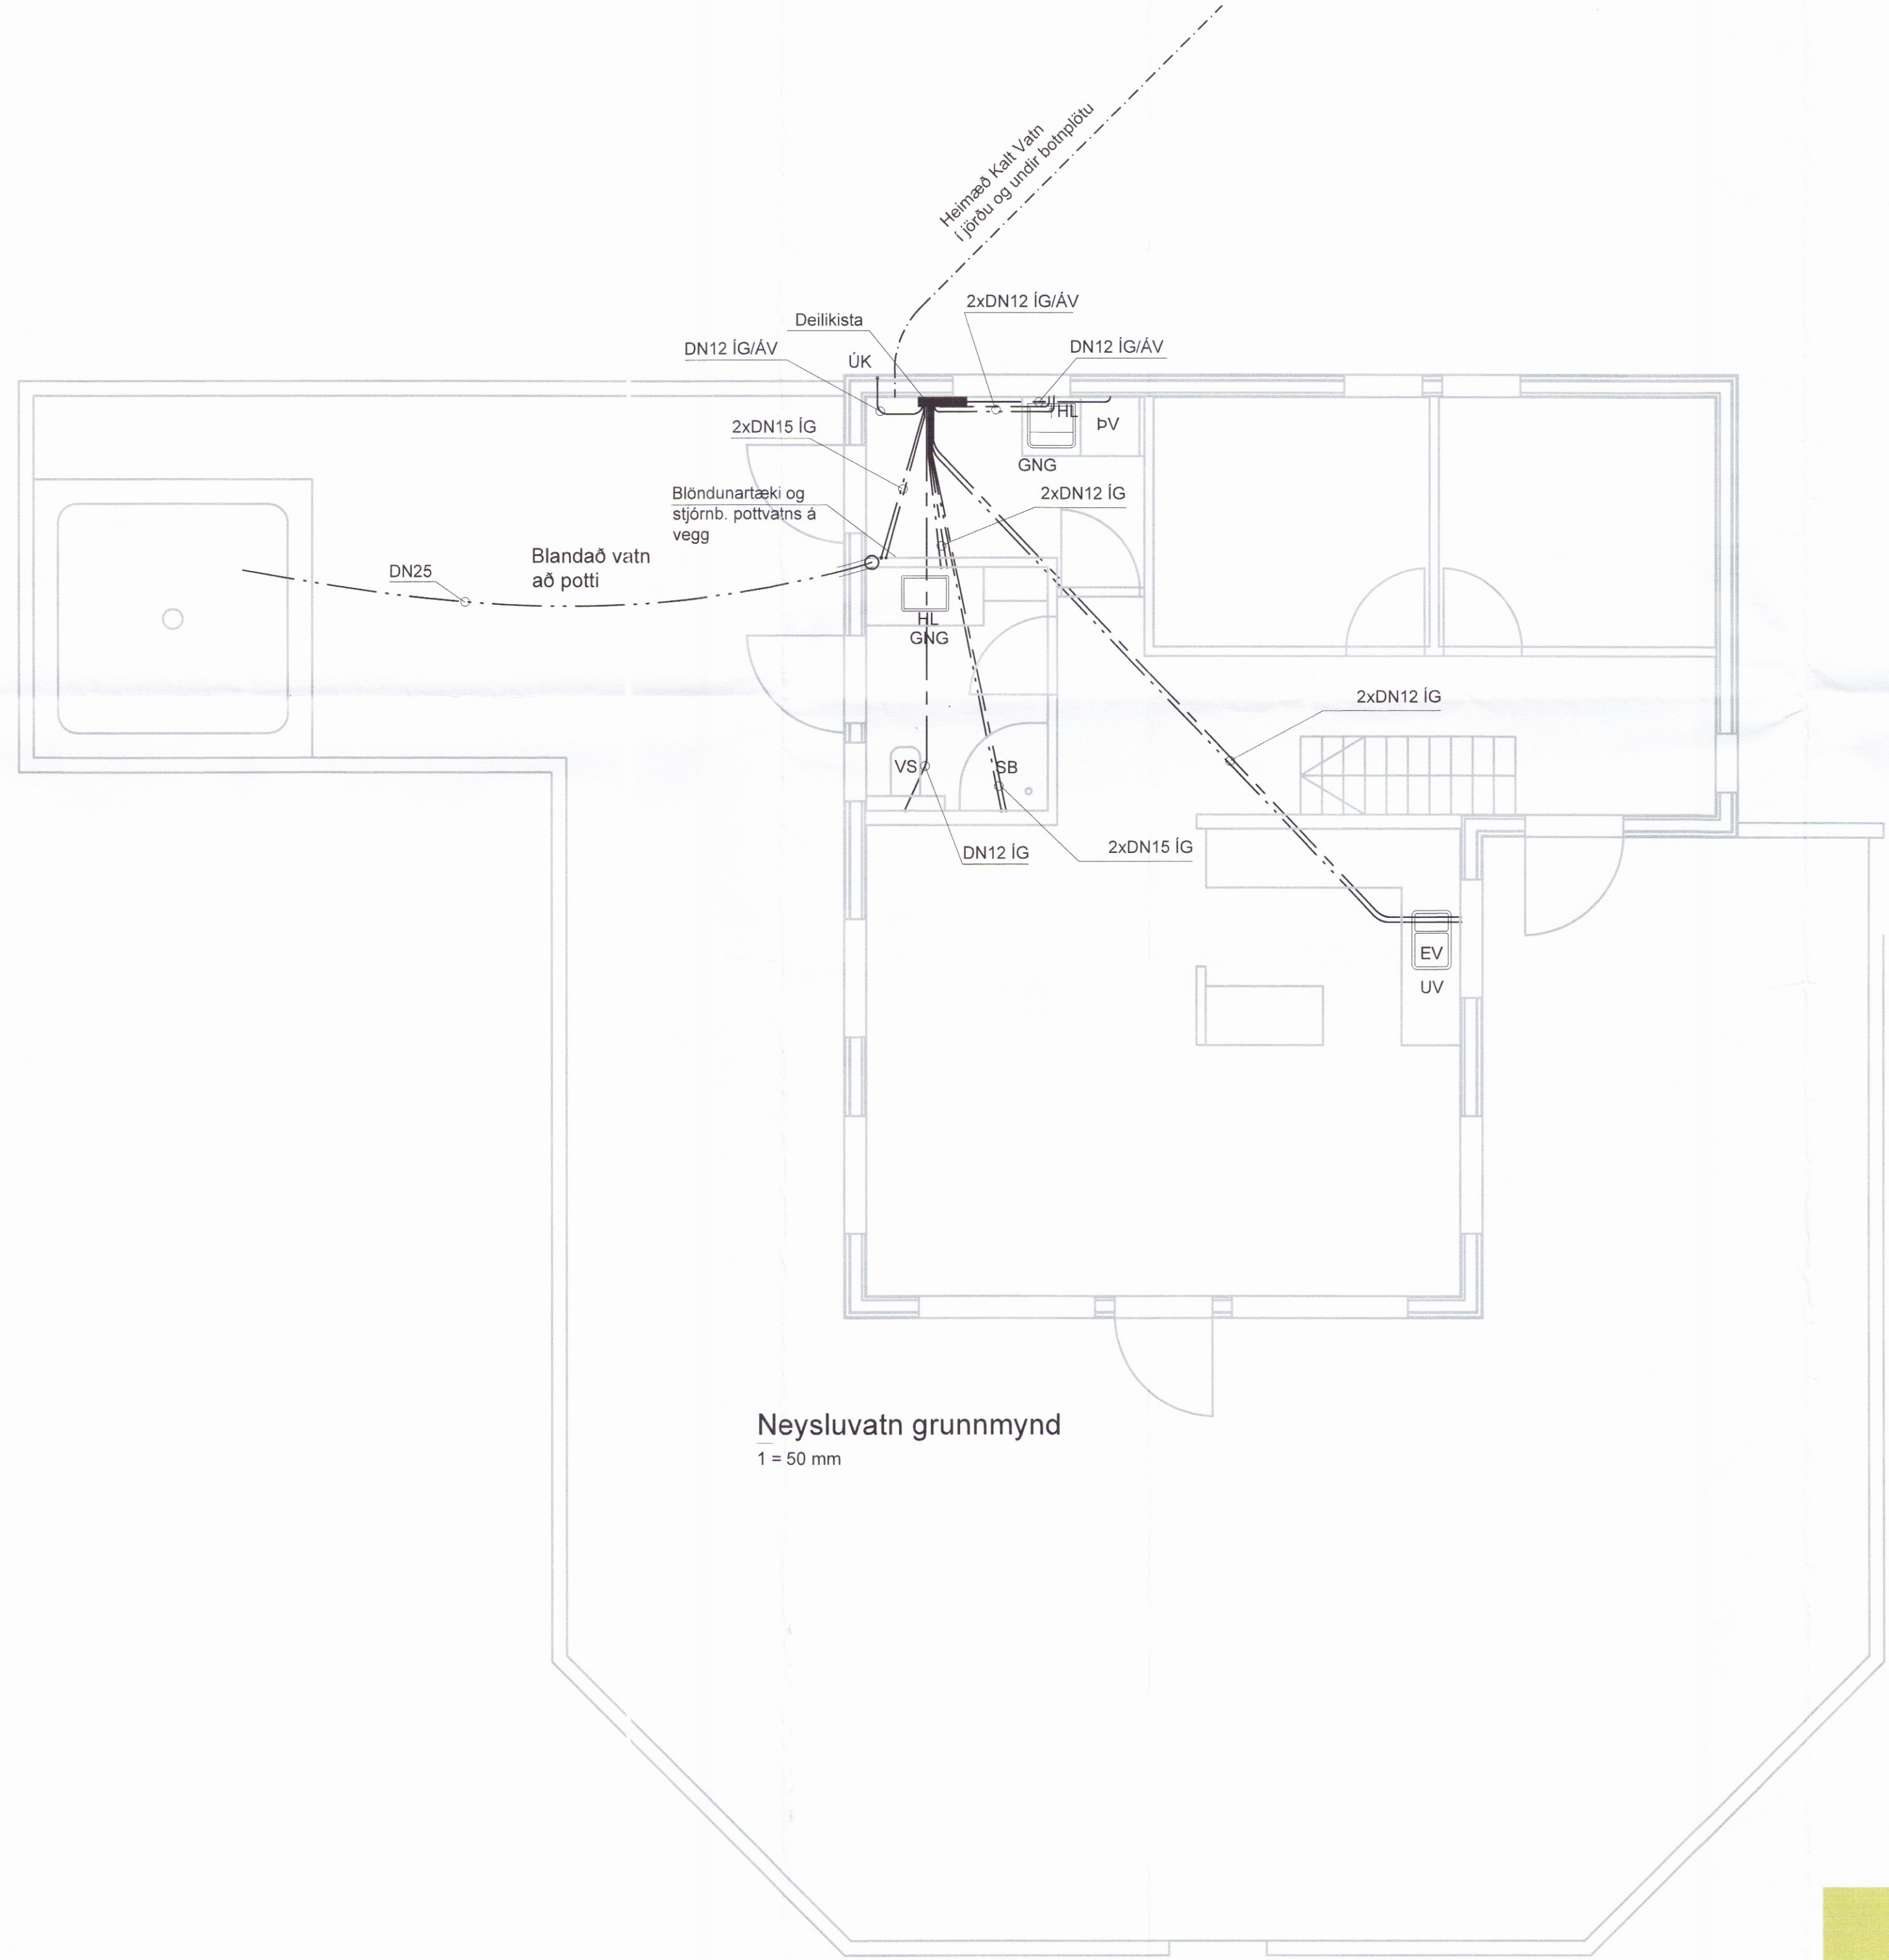 Heimæð Kalt Vatn
í jörðu og undir botnplötu
2xDN12 ÍG/ÁV
Deilikista
DN12 ÍG/ÁV
DN12 ÍG/ÁV
ÚK
HL
ÞV
2xDN15 ÍG
GNG
Blöndunartæki og
stjórnb. pottvatns á
vegg
2xDN12 ÍG
Blandað vatn
að potti
DN25
HL
GNG
2xDN12 ÍG
VS
SB
DN12 ÍG
2xDN15 ÍG
EV
UV
Neysluvatn grunnmynd
1 = 50 mm